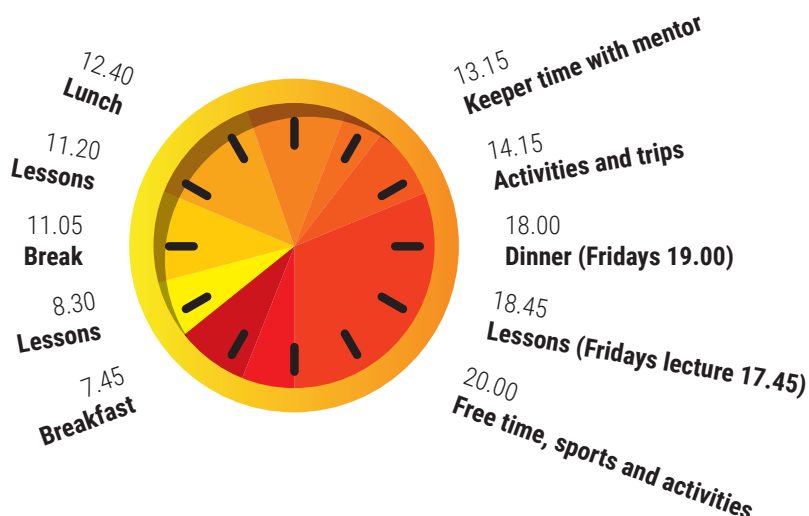 7.45
Breakfast
8.30
Lessons
11.05
Break
11.20
Lessons
12.40
Lunch
13.15
Keeper time with mentor
14.15
Activities and trips
18.00
Dinner (Fridays 19.00)
18.45
Lessons (Fridays lecture 17.45)
20.00
Free time, sports and activities